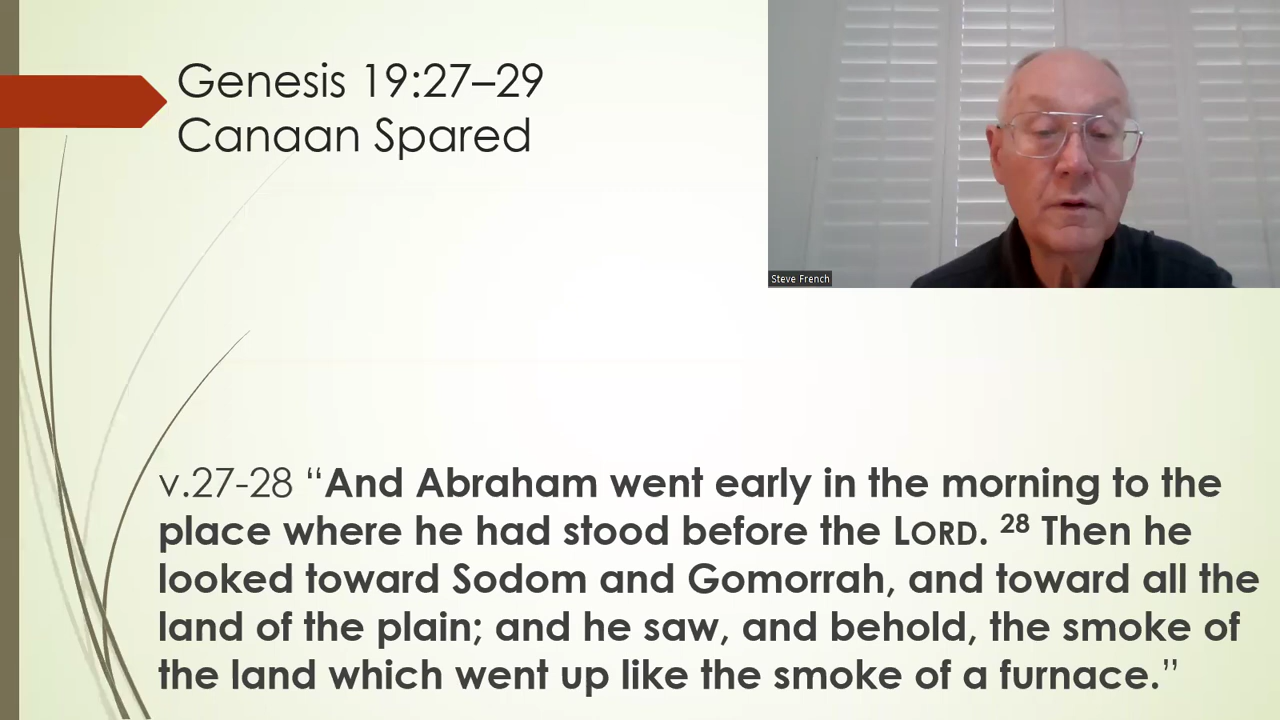 Genesis 19:27–29
Canaan Spared
Steve French
v.27-28 “And Abraham went early in the morning to the
place where he had stood before the LORD. 28 Then he
looked toward Sodom and Gomorrah, and toward all the
land of the plain; and he saw, and behold, the smoke of
the land which went up like the smoke of a furnace.”